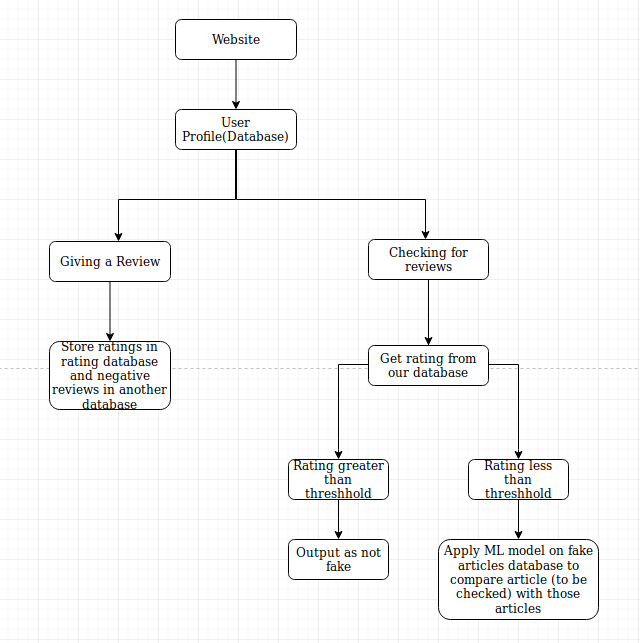 Website
User
Profile(Database)
Giving a Review
Checking for
reviews
Store ratings in
rating database
and negative
reviews in another
database
Get rating from
our database
Rating greater
than
threshhold
Rating less
than
threshhold
Output as not
fake
Apply ML model on fake
articles database to
compare article (to be
checked) with those
articles